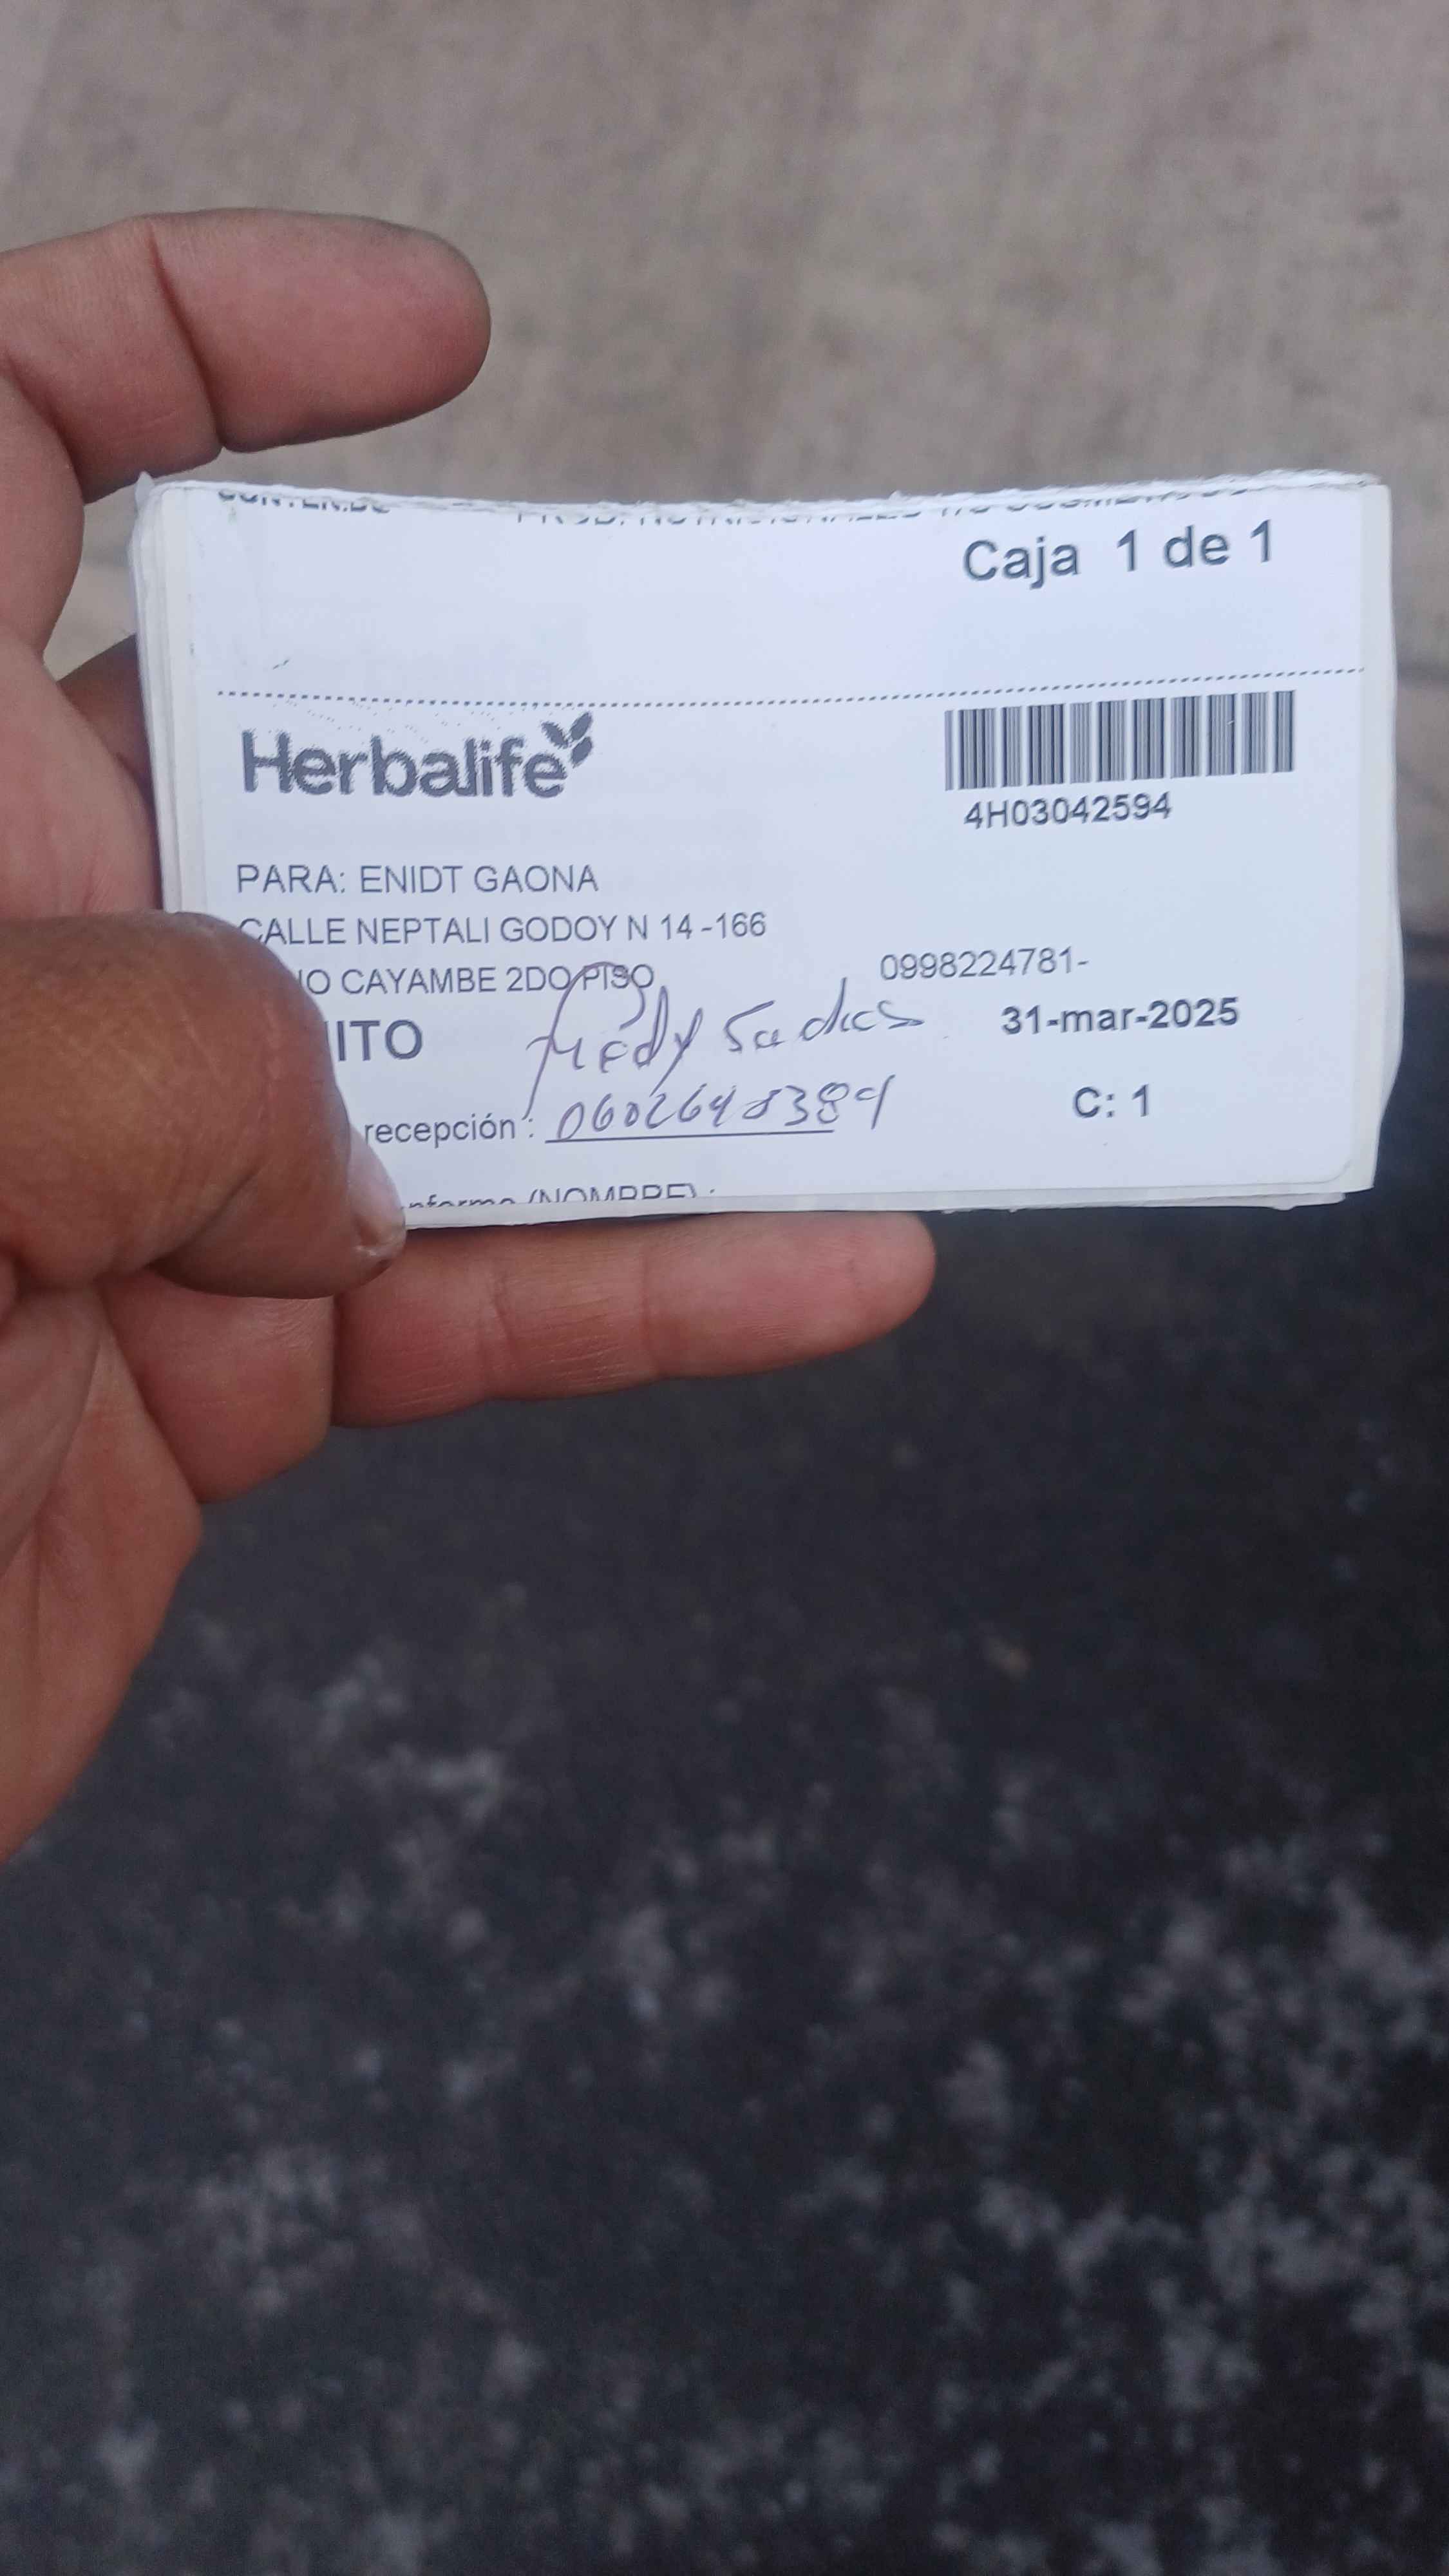 Caja 1 de 1
Herbalife
4H03042594
PARA: ENIDT GAONA
CALLE NEPTALI GODOY N 14 -166
CAYAMBE 2DO PISO
0998224781-
ITO
31-mar-2025
recepción :
C: 1
(NOMBRE) :